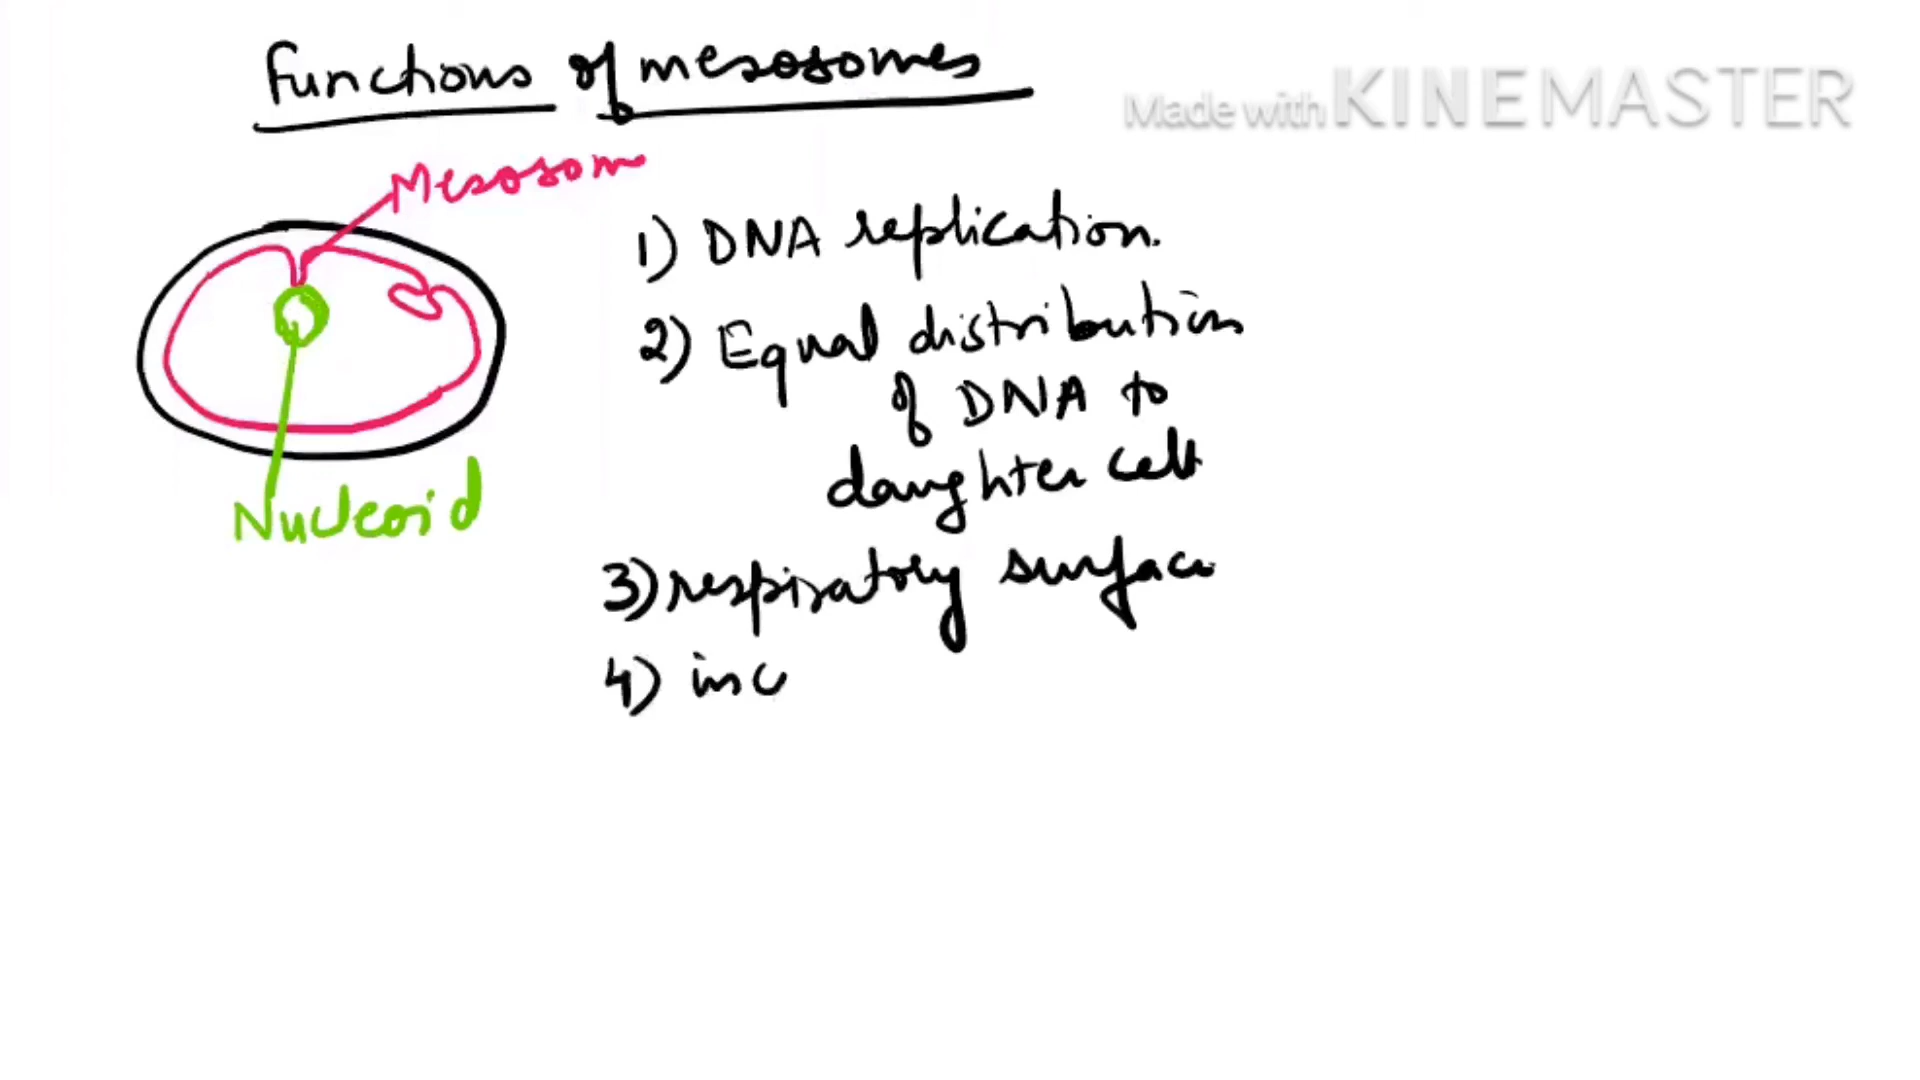 Functions of mesosomes
Made with KINEMASTER
Mesosom
1) DNA replication.
2) Equal distribution
of DNA to
daughter cells
3) respiratory surface
4) inc
Nucleoid